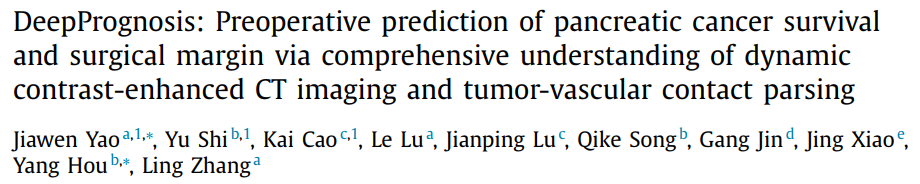 DeepPrognosis: Preoperative prediction of pancreatic cancer survival
and surgical margin via comprehensive understanding of dynamic
contrast-enhanced CT imaging and tumor-vascular contact parsing
Jiawen Yao a,1,∗, Yu Shi b,1, Kai Cao c,1, Le Lu a, Jianping Lu c, Qike Song b, Gang Jin d, Jing Xiao e,
Yang Hou b,∗, Ling Zhang a